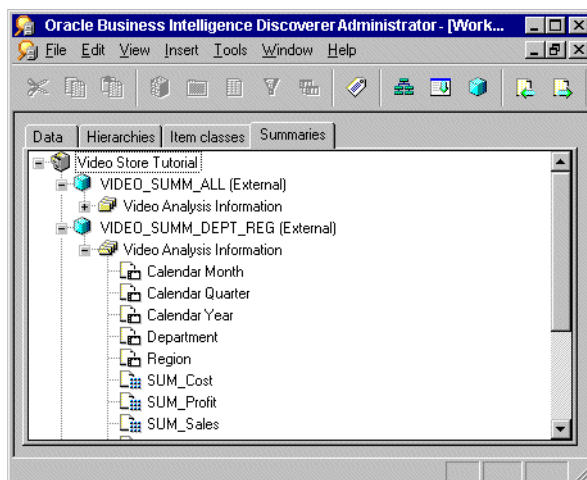 Oracle Business Intelligence Discoverer Administrator - [Work...
File Edit View Insert Tools Window Help
Data Hierarchies Item classes Summaries
Video Store Tutorial
VIDEO_SUMM_ALL (External)
Video Analysis Information
VIDEO_SUMM_DEPT_REG (External)
Video Analysis Information
Calendar Month
Calendar Quarter
Calendar Year
Department
Region
SUM_Cost
SUM_Profit
SUM_Sales